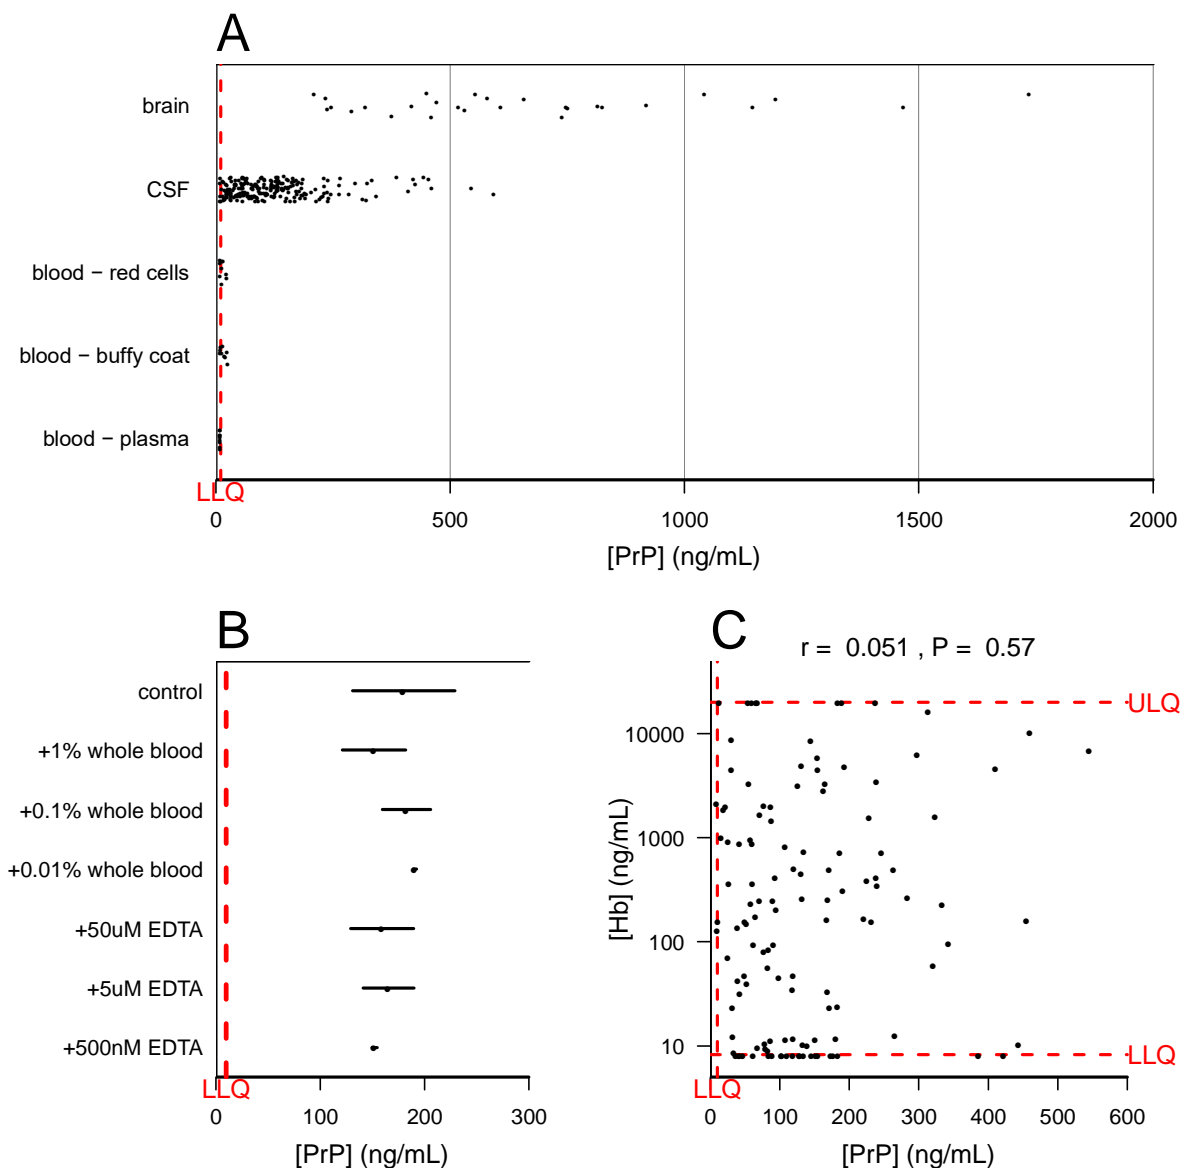 A
brain
CSF
blood − red cells
blood − buffy coat
blood − plasma
LLQ
0 500 1000 1500 2000
[PrP] (ng/mL)
B
control
+1% whole blood
+0.1% whole blood
+0.01% whole blood
+50uM EDTA
+5uM EDTA
+500nM EDTA
LLQ
0 100 200 300
[PrP] (ng/mL)
C
r = 0.051 , P = 0.57
ULQ
10000
1000
100
10
[Hb] (ng/mL)
LLQ
LLQ
0 100 200 300 400 500 600
[PrP] (ng/mL)